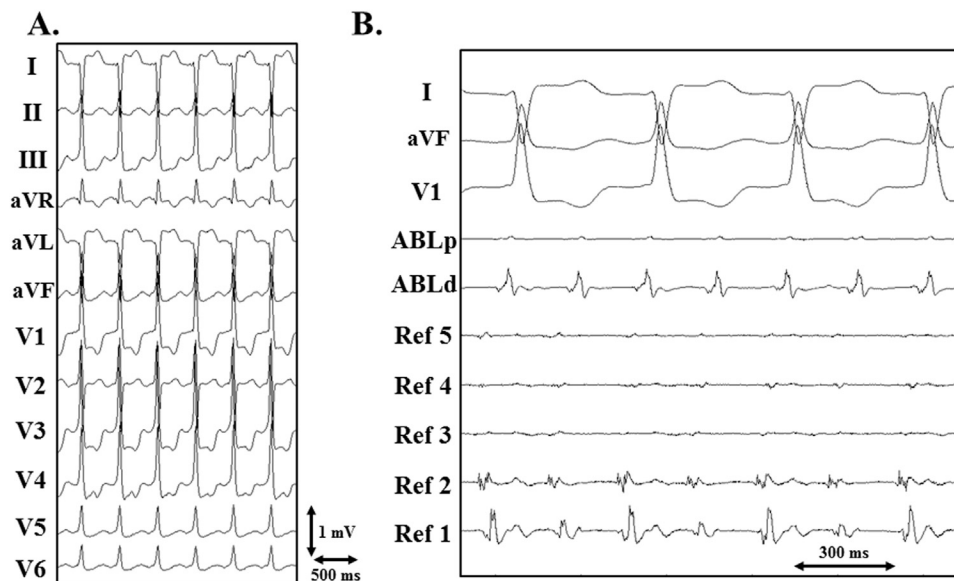 A.
I
II
III
aVR
aVL
aVF
V1
V2
V3
V4
V5
V6
1 mV
500 ms
B.
I
aVF
V1
ABLp
ABLd
Ref 5
Ref 4
Ref 3
Ref 2
Ref 1
300 ms